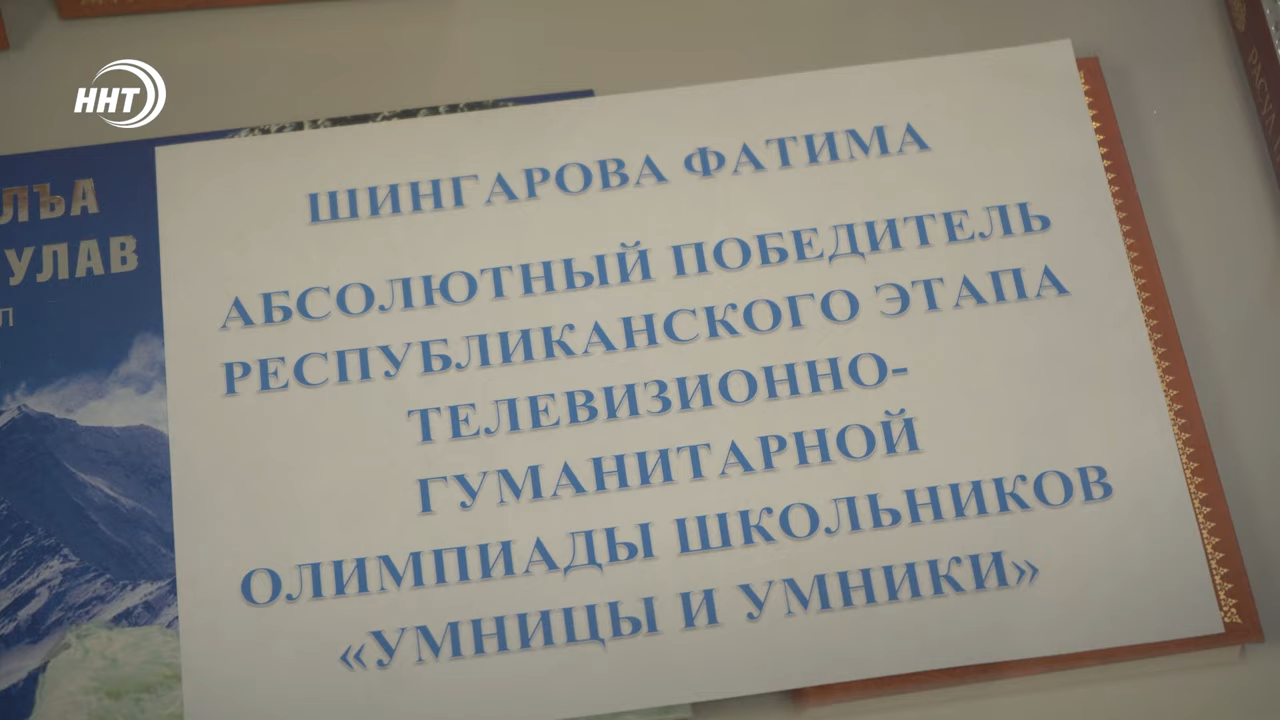 ННТ
ШИНГАРОВА ФАТИМА
АБСОЛЮТНЫЙ ПОБЕДИТЕЛЬ
РЕСПУБЛИКАНСКОГО ЭТАПА
ТЕЛЕВИЗИОННО-
ГУМАНИТАРНОЙ
ОЛИМПИАДЫ ШКОЛЬНИКОВ
«УМНИЦЫ И УМНИКИ»
ЛЪА
УЛАВ